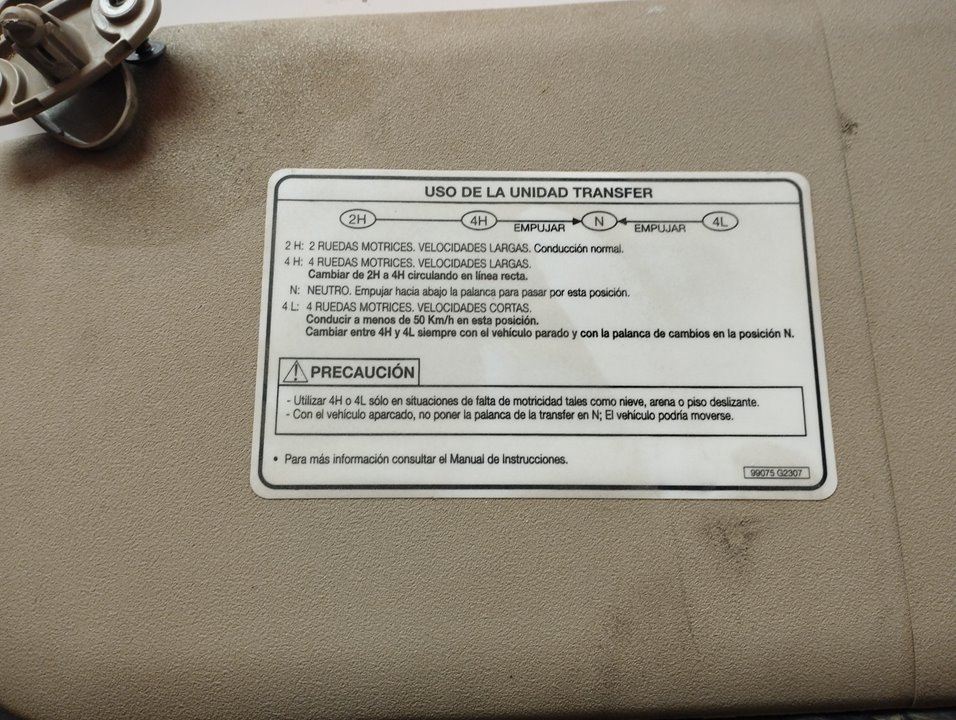 USO DE LA UNIDAD TRANSFER
2H 4H EMPUJAR N EMPUJAR 4L
2 H: 2 RUEDAS MOTRICES. VELOCIDADES LARGAS. Conducción normal.
4 H: 4 RUEDAS MOTRICES. VELOCIDADES LARGAS.
Cambiar de 2H a 4H circulando en línea recta.
N: NEUTRO. Empujar hacia abajo la palanca para pasar por esta posición.
4 L: 4 RUEDAS MOTRICES. VELOCIDADES CORTAS.
Conducir a menos de 50 Km/h en esta posición.
Cambiar entre 4H y 4L siempre con el vehículo parado y con la palanca de cambios en la posición N.
PRECAUCIÓN
- Utilizar 4H o 4L sólo en situaciones de falta de motricidad tales como nieve, arena o piso deslizante.
- Con el vehículo aparcado, no poner la palanca de la transfer en N; El vehículo podría moverse.
• Para más información consultar el Manual de Instrucciones.
99075 G2307